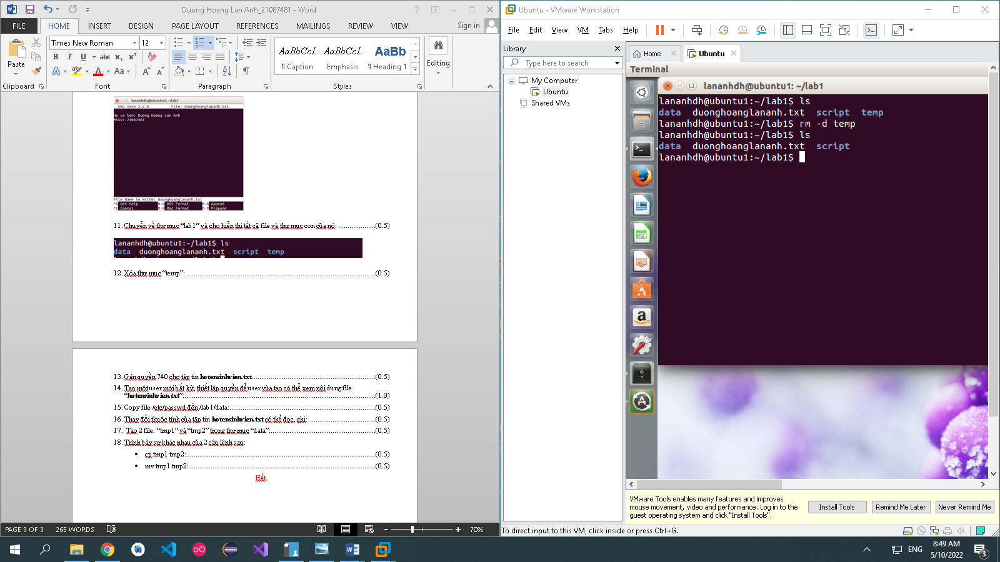 Duong Hoang Lan Anh_21087481 - Word
FILE HOME INSERT DESIGN PAGE LAYOUT REFERENCES MAILINGS REVIEW VIEW Sign in
Times New Roman 12
Paste
B I U abc x₂ x²
Aa
Clipboard Font Paragraph Styles
AaBbCcL AaBbCcL AaBb
¶ Caption Emphasis ¶ Heading 1
Editing
lananhdh@ubuntu1: ~/lab1
GNU nano 2.2.6 File: duonghoanglananh.txt
Ho va ten: Duong Hoang Lan Anh
MSSV: 21087481
File Name to Write: duonghoanglananh.txt
^G Get Help M-D DOS Format M-A Append
^C Cancel M-M Mac Format M-P Prepend
11. Chuyển về thư mục “lab1” và cho hiển thị tất cả file và thư mục con của nó: ....................(0.5)
lananhdh@ubuntu1:~/lab1$ ls
data duonghoanglananh.txt script temp
12. Xóa thư mục “temp”: ....................(0.5)
13. Gán quyền 740 cho tập tin hotensinhvien.txt....................(0.5)
14. Tạo một user mới bất kỳ, thiết lập quyền để user vừa tạo có thể xem nội dung file
“hotensinhvien.txt”:....................(1.0)
15. Copy file /etc/passwd đến /lab1/data:....................(0.5)
16. Thay đổi thuộc tính của tập tin hotensinhvien.txt có thể đọc, ghi:....................(0.5)
17. Tạo 2 file: “tmp1” và “tmp2” trong thư mục “data”:....................(0.5)
18. Trình bày sự khác nhau của 2 câu lệnh sau:
• cp tmp1 tmp2:....................(0.5)
• mv tmp1 tmp2: ....................(0.5)
Hết.
PAGE 3 OF 3 265 WORDS 70%
Ubuntu - VMware Workstation
File Edit View VM Tabs Help
Library
Type here to search
My Computer
Ubuntu
Shared VMs
Home Ubuntu
Terminal
lananhdh@ubuntu1: ~/lab1
lananhdh@ubuntu1:~/lab1$ ls
data duonghoanglananh.txt script temp
lananhdh@ubuntu1:~/lab1$ rm -d temp
lananhdh@ubuntu1:~/lab1$ ls
data duonghoanglananh.txt script
lananhdh@ubuntu1:~/lab1$
VMware Tools enables many features and improves
mouse movement, video and performance. Log in to the
guest operating system and click "Install Tools".
Install Tools Remind Me Later Never Remind Me
To direct input to this VM, click inside or press Ctrl+G.
ENG
8:49 AM
5/10/2022
3